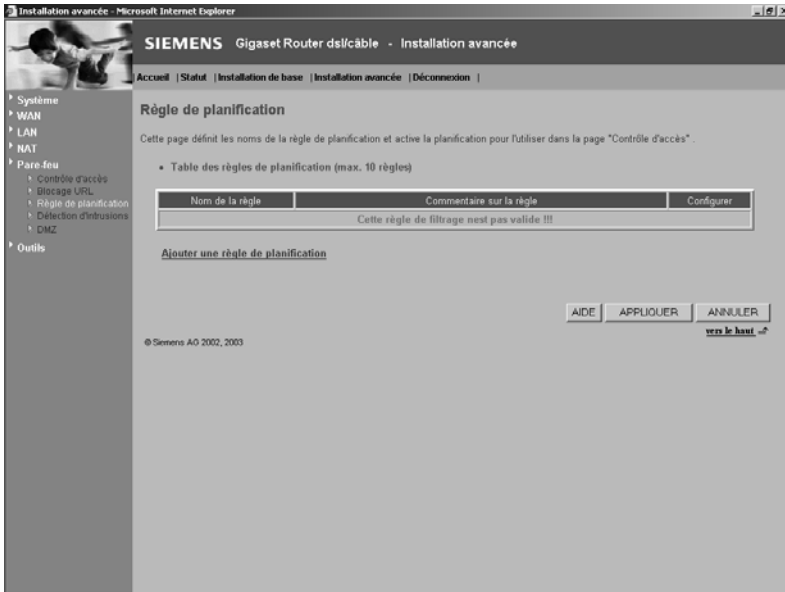 Installation avancée - Microsoft Internet Explorer
SIEMENS Gigaset Router dsl/câble - Installation avancée
Accueil | Statut | Installation de base | Installation avancée | Déconnexion |
Système
WAN
LAN
NAT
Pare-feu
Contrôle d'accès
Blocage URL
Règle de planification
Détection d'intrusions
DMZ
Outils
Règle de planification
Cette page définit les noms de la règle de planification et active la planification pour l'utiliser dans la page "Contrôle d'accès" .
• Table des règles de planification (max. 10 règles)
Nom de la règle Commentaire sur la règle Configurer
Cette règle de filtrage nest pas valide !!!
Ajouter une règle de planification
AIDE APPLIQUER ANNULER
vers le haut
© Siemens AG 2002, 2003